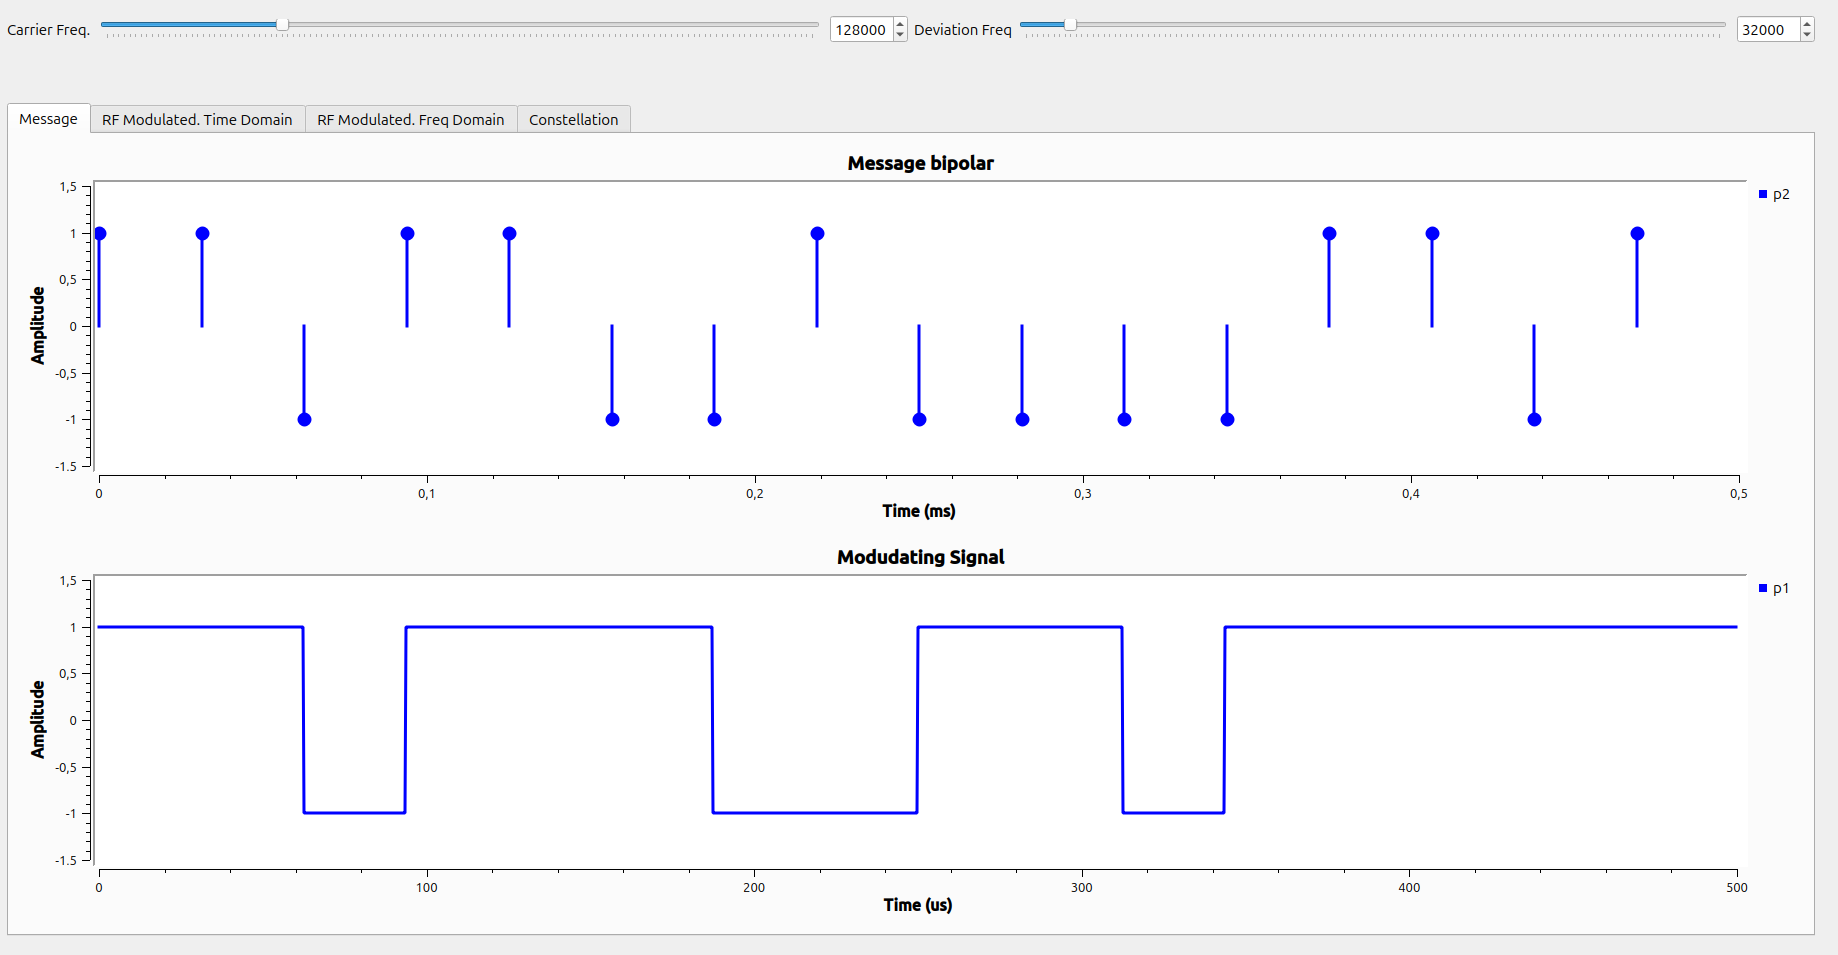 Carrier Freq. 128000 Deviation Freq 32000
Message RF Modulated. Time Domain RF Modulated. Freq Domain Constellation
Message bipolar
1,5
1
0,5
0
-0,5
-1
-1.5
Amplitude
p2
0 0,1 0,2 0,3 0,4 0,5
Time (ms)
Modudating Signal
1,5
1
0,5
0
-0,5
-1
-1.5
Amplitude
p1
0 100 200 300 400 500
Time (us)